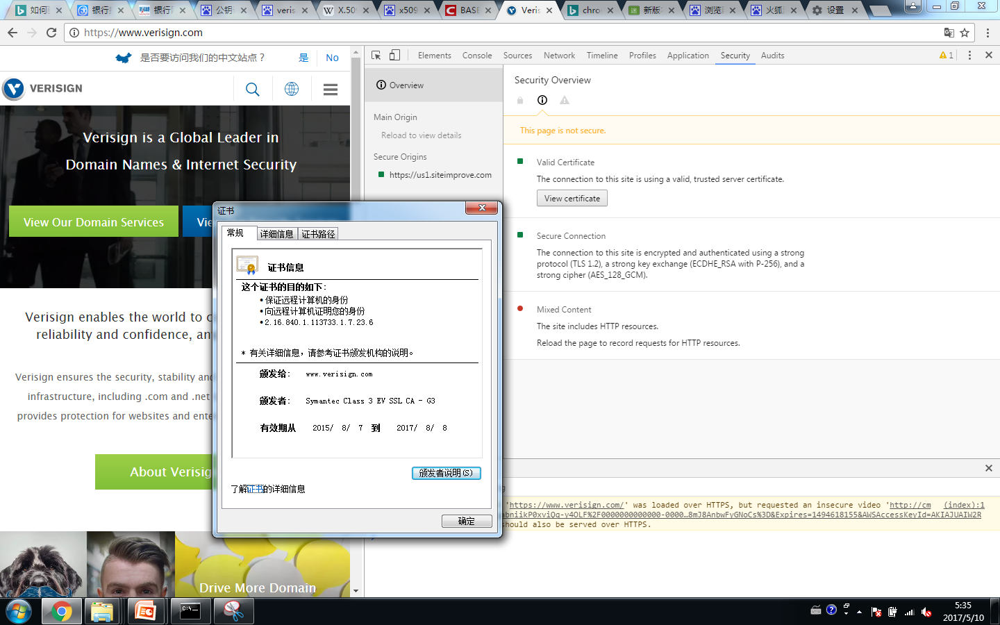 如何
银行
银行
公钥
veris
X.509
x509
BASE
Veris
chro
新版
浏览
火狐
设置
https://www.verisign.com
是否要访问我们的中文站点？ 是 No
VERISIGN
Verisign is a Global Leader in
Domain Names & Internet Security
View Our Domain Services
Verisign enables the world to
reliability and confidence,
Verisign ensures the security, stability
infrastructure, including .com and .net
provides protection for websites and
About Verisign
Drive More Domain
Elements Console Sources Network Timeline Profiles Application Security Audits 1
Overview
Main Origin
Reload to view details
Secure Origins
https://us1.siteimprove.com
Security Overview
This page is not secure.
Valid Certificate
The connection to this site is using a valid, trusted server certificate.
View certificate
Secure Connection
The connection to this site is encrypted and authenticated using a strong
protocol (TLS 1.2), a strong key exchange (ECDHE_RSA with P-256), and a
strong cipher (AES_128_GCM).
Mixed Content
The site includes HTTP resources.
Reload the page to record requests for HTTP resources.
证书
常规 详细信息 证书路径
证书信息
这个证书的目的如下：
•保证远程计算机的身份
•向远程计算机证明您的身份
•2.16.840.1.113733.1.7.23.6
* 有关详细信息，请参考证书颁发机构的说明。
颁发给： www.verisign.com
颁发者： Symantec Class 3 EV SSL CA - G3
有效期从 2015/ 8/ 7 到 2017/ 8/ 8
颁发者说明(S)
了解证书的详细信息
确定
'https://www.verisign.com/' was loaded over HTTPS, but requested an insecure video 'http://cm (index):1
abniikP0xviQq-y4OLF%2F0000000000000-0000…8mJ8AnbwFyGNoCs%3D&Expires=1494618155&AWSAccessKeyId=AKIAJUAIW2R
should also be served over HTTPS.
5:35
2017/5/10